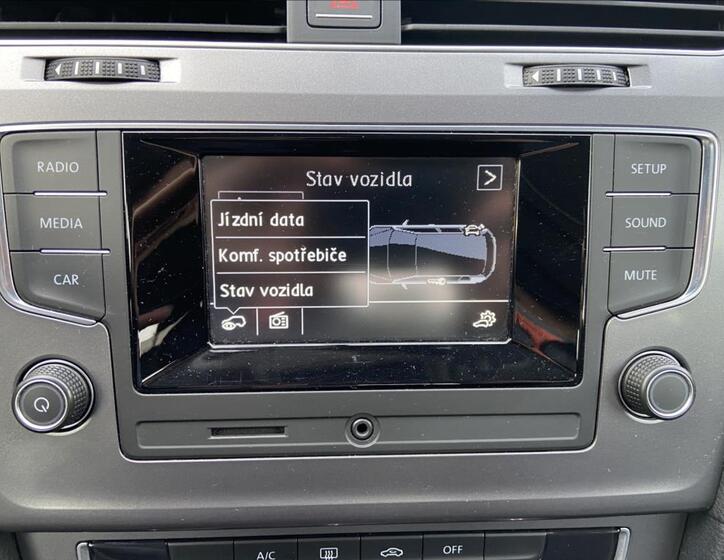 RADIO
MEDIA
CAR
Stav vozidla
Jízdní data
Komf. spotřebiče
Stav vozidla
SETUP
SOUND
MUTE
A/C
OFF